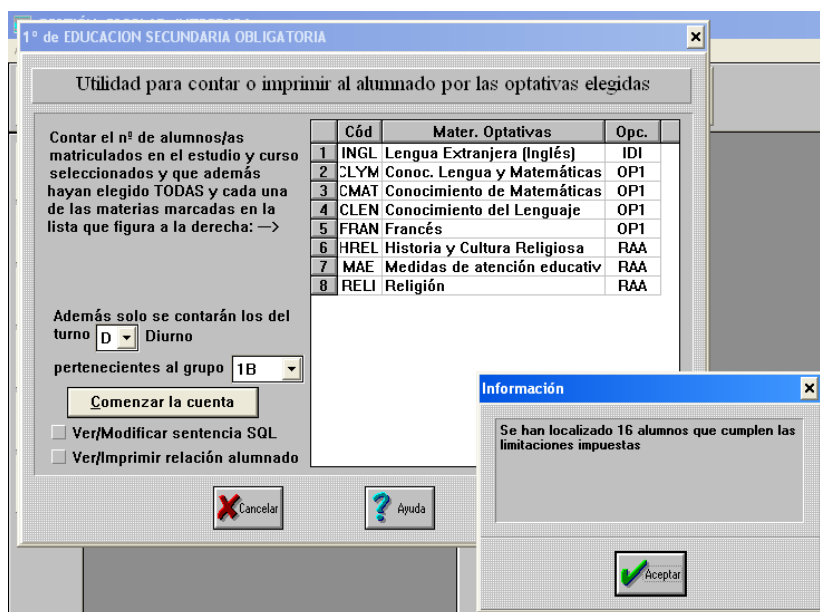 1º de EDUCACION SECUNDARIA OBLIGATORIA
Utilidad para contar o imprimir al alumnado por las optativas elegidas
Contar el nº de alumnos/as
matriculados en el estudio y curso
seleccionados y que además
hayan elegido TODAS y cada una
de las materias marcadas en la
lista que figura a la derecha: —>
Cód Mater. Optativas Opc.
1 INGL Lengua Extranjera (Inglés) IDI
2 CLYM Conoc. Lengua y Matemáticas OP1
3 CMAT Conocimiento de Matemáticas OP1
4 CLEN Conocimiento del Lenguaje OP1
5 FRAN Francés OP1
6 HREL Historia y Cultura Religiosa RAA
7 MAE Medidas de atención educativ RAA
8 RELI Religión RAA
Además solo se contarán los del
turno D Diurno
pertenecientes al grupo 1B
Comenzar la cuenta
Ver/Modificar sentencia SQL
Ver/Imprimir relación alumnado
Cancelar
Ayuda
Información
Se han localizado 16 alumnos que cumplen las
limitaciones impuestas
Aceptar